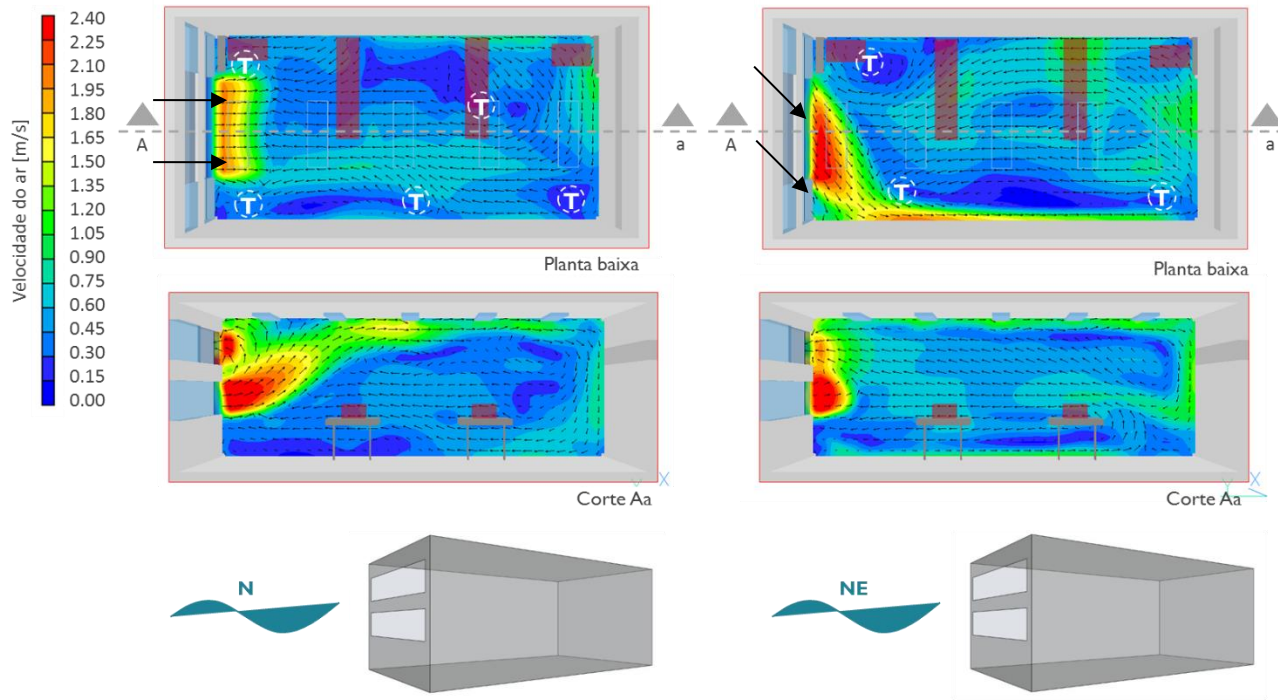 Velocidade do ar [m/s]
2.40
2.25
2.10
1.95
1.80
1.65
1.50
1.35
1.20
1.05
0.90
0.75
0.60
0.45
0.30
0.15
0.00
T
T
T
T
T
A
a
Planta baixa
T
T
T
A
a
Planta baixa
Y
X
Corte Aa
Y
X
Corte Aa
N
NE